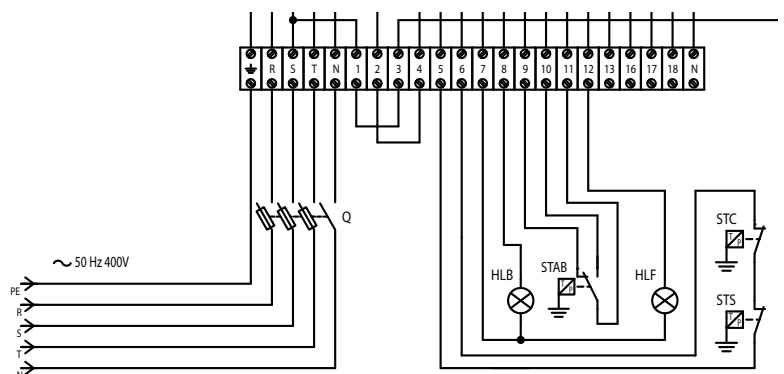 R S T N 1 2 3 4 5 6 7 8 9 10 11 12 13 16 17 18 N
Q
50 Hz 400V
PE
R
S
T
N
HLB
STAB
T P
HLF
STC
T P
STS
T P